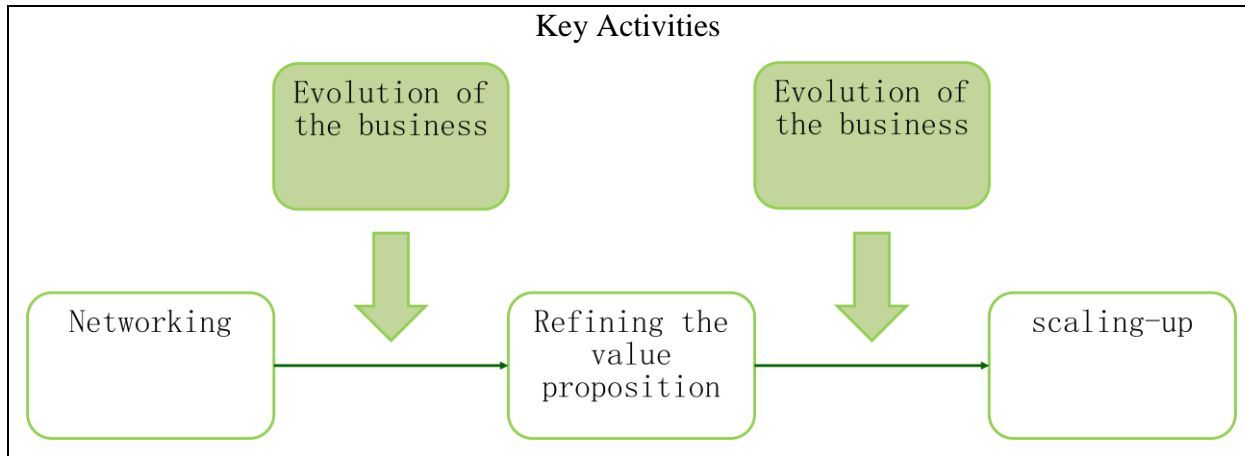 Key Activities
Evolution of
the business
Evolution of
the business
Networking
Refining the
value
proposition
scaling-up